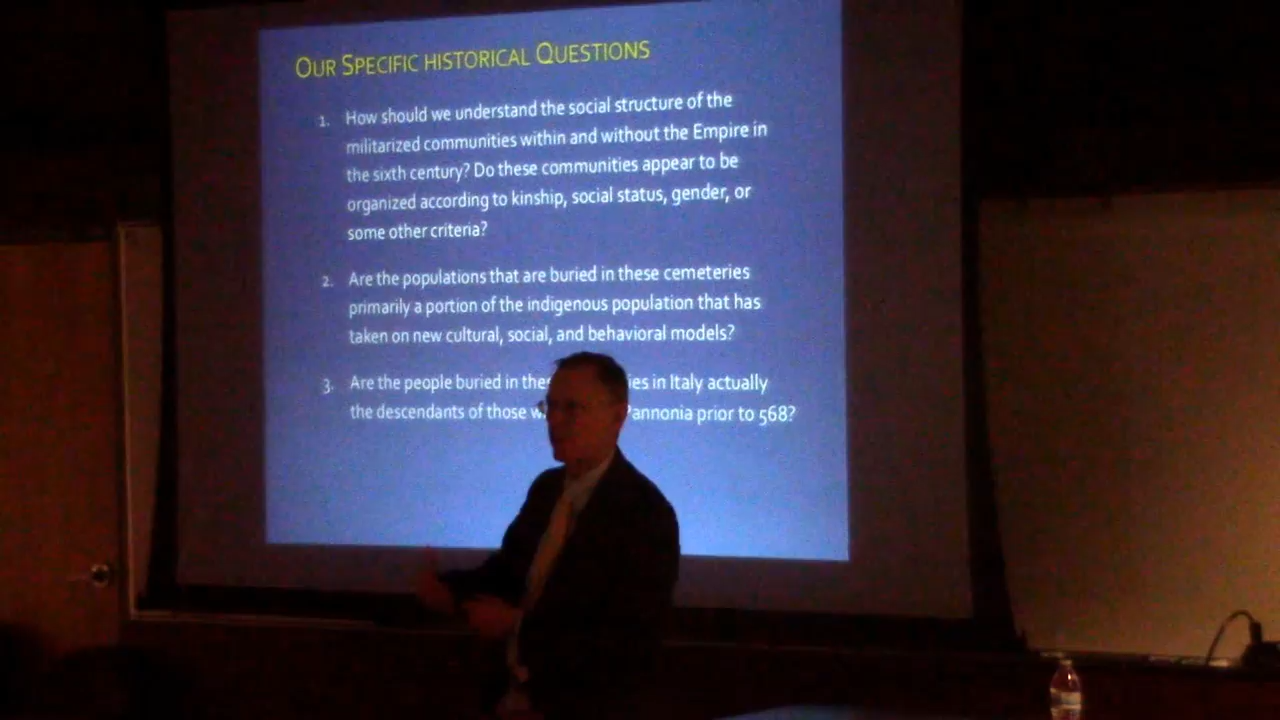 OUR SPECIFIC HISTORICAL QUESTIONS
1. How should we understand the social structure of the
militarized communities within and without the Empire in
the sixth century? Do these communities appear to be
organized according to kinship, social status, gender, or
some other criteria?
2. Are the populations that are buried in these cemeteries
primarily a portion of the indigenous population that has
taken on new cultural, social, and behavioral models?
3. Are the people buried in in Italy actually
the descendants of those Pannonia prior to 568?